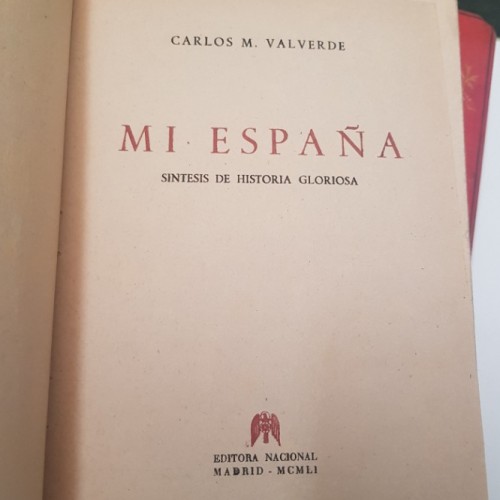 CARLOS M. VALVERDE
MI ESPAÑA
SINTESIS DE HISTORIA GLORIOSA
EDITORA NACIONAL
MADRID - MCMLI